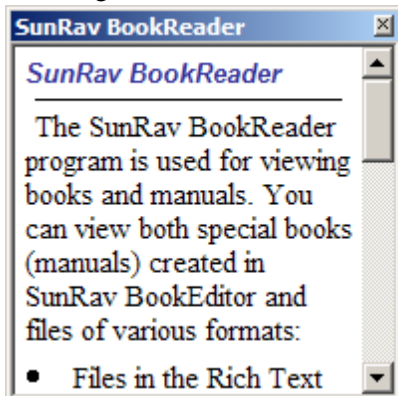 SunRav BookReader
SunRav BookReader
The SunRav BookReader
program is used for viewing
books and manuals. You
can view both special books
(manuals) created in
SunRav BookEditor and
files of various formats:
• Files in the Rich Text